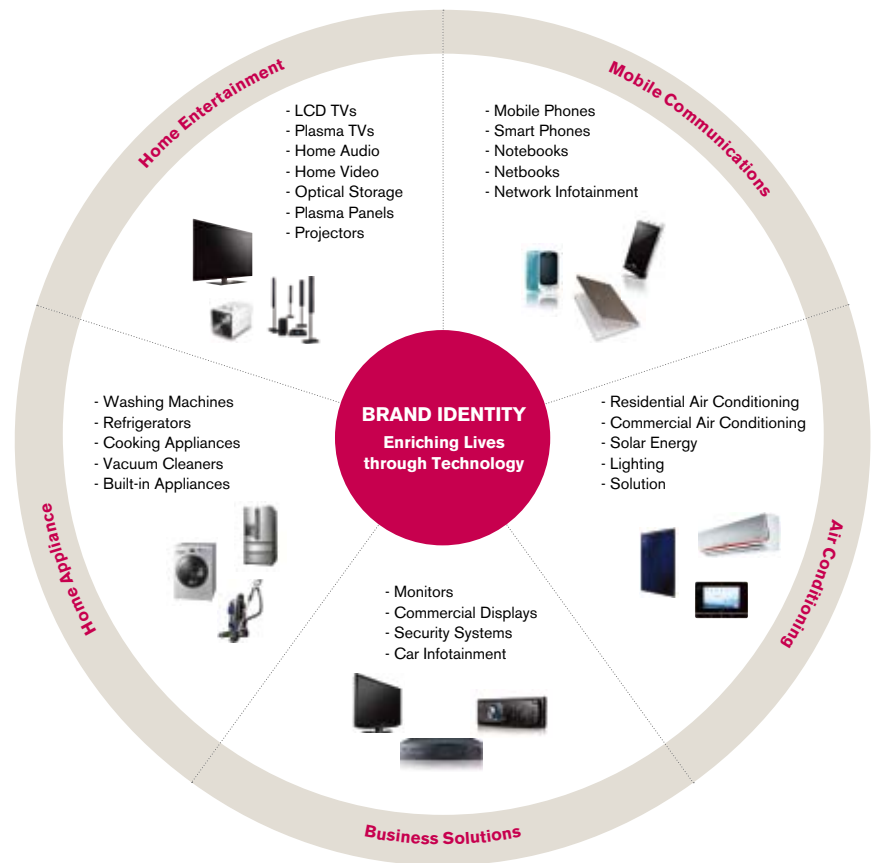 Home Entertainment
- LCD TVs
- Plasma TVs
- Home Audio
- Home Video
- Optical Storage
- Plasma Panels
- Projectors
Mobile Communications
- Mobile Phones
- Smart Phones
- Notebooks
- Netbooks
- Network Infotainment
BRAND IDENTITY
Enriching Lives
through Technology
Home Appliance
- Washing Machines
- Refrigerators
- Cooking Appliances
- Vacuum Cleaners
- Built-in Appliances
Air Conditioning
- Residential Air Conditioning
- Commercial Air Conditioning
- Solar Energy
- Lighting
- Solution
- Monitors
- Commercial Displays
- Security Systems
- Car Infotainment
Business Solutions